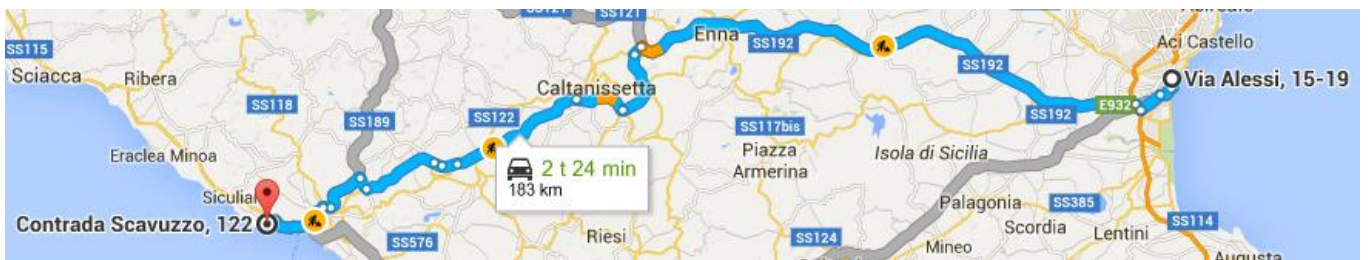 SS121
SS121
Aci Castello
SS115
Enna
SS192
Sciacca
Ribera
SS192
Via Alessi, 15-19
Caltanissetta
SS118
E932
SS122
SS192
SS189
SS117bis
2 t 24 min
183 km
Piazza
Armerina
Isola di Sicilia
Eraclea Minoa
Contrada Scavuzzo, 122
Palagonia
SS385
SS114
Scordia
Lentini
SS576
Riesi
SS124
Mineo
Augusta